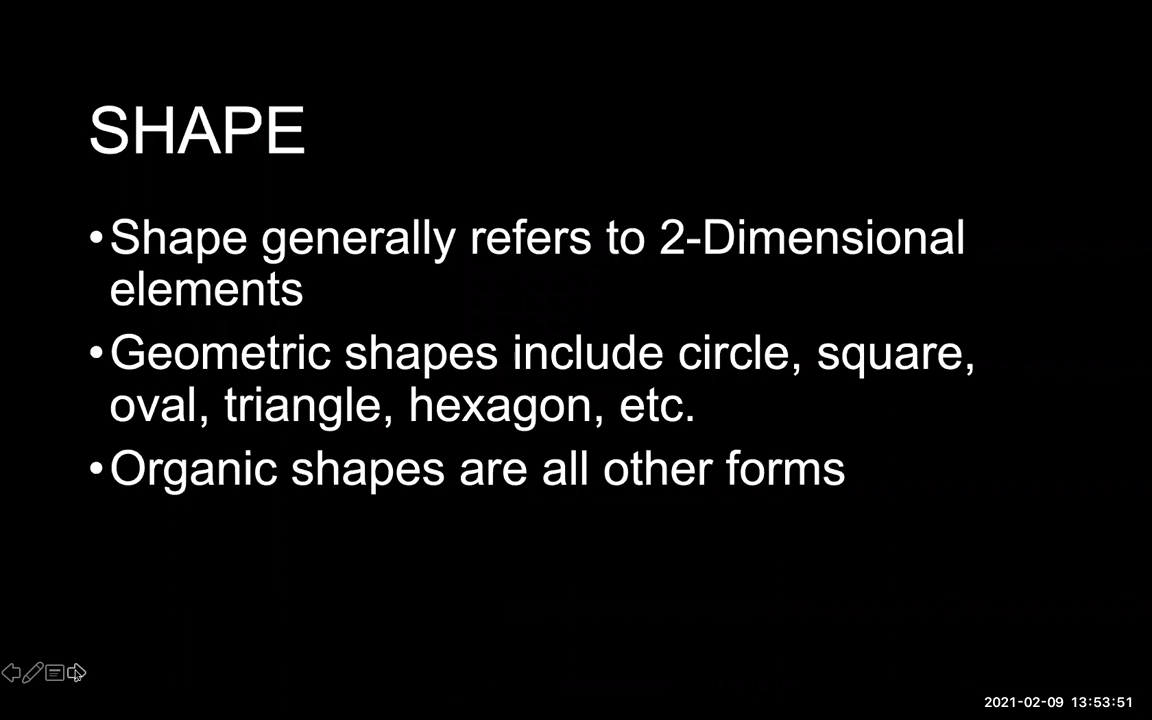 SHAPE
•Shape generally refers to 2-Dimensional
elements
•Geometric shapes include circle, square,
oval, triangle, hexagon, etc.
•Organic shapes are all other forms
2021-02-09 13:53:51